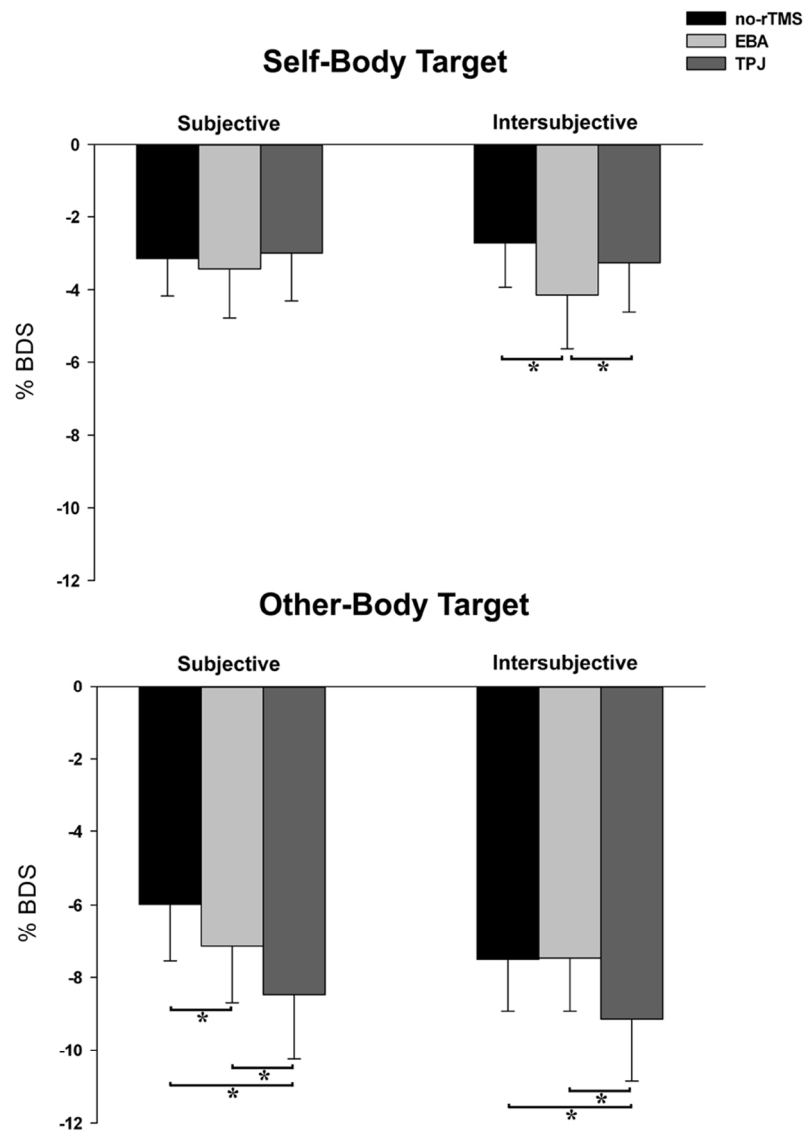 no-rTMS
EBA
TPJ
Self-Body Target
Subjective Intersubjective
0
-2
-4
-6
-8
-10
-12
% BDS
* *
Other-Body Target
Subjective Intersubjective
0
-2
-4
-6
-8
-10
-12
% BDS
*
* *
* *